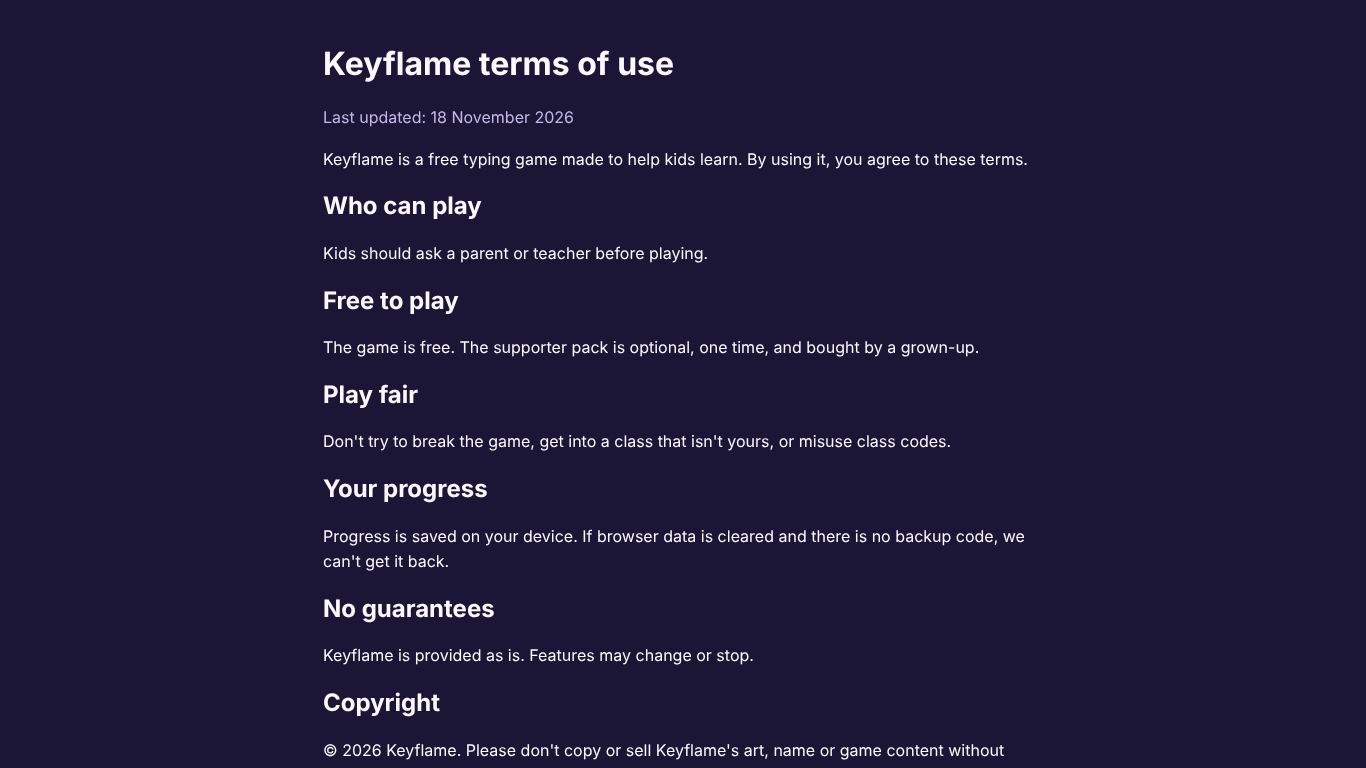 Keyflame terms of use
Last updated: 18 November 2026
Keyflame is a free typing game made to help kids learn. By using it, you agree to these terms.
Who can play
Kids should ask a parent or teacher before playing.
Free to play
The game is free. The supporter pack is optional, one time, and bought by a grown-up.
Play fair
Don't try to break the game, get into a class that isn't yours, or misuse class codes.
Your progress
Progress is saved on your device. If browser data is cleared and there is no backup code, we
can't get it back.
No guarantees
Keyflame is provided as is. Features may change or stop.
Copyright
© 2026 Keyflame. Please don't copy or sell Keyflame's art, name or game content without